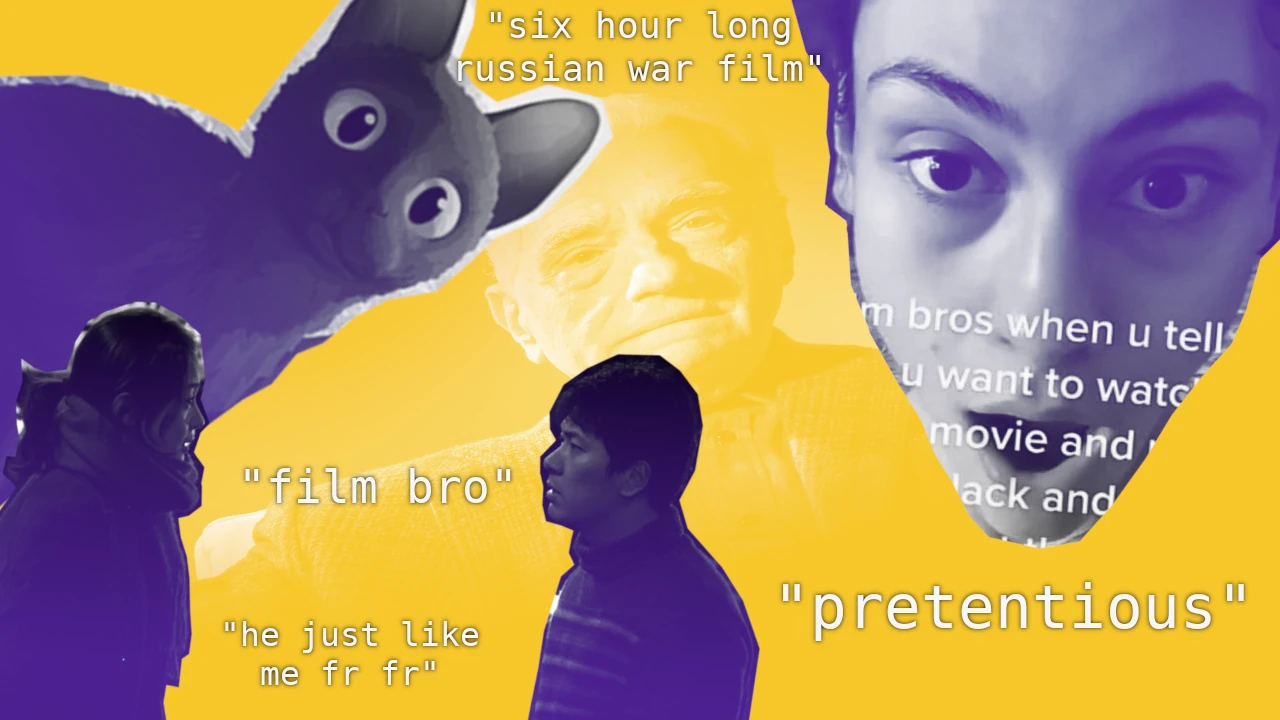 "six hour long
russian war film"
m bros when u tell
u want to watc
movie and
lack and
"film bro"
"pretentious"
"he just like
me fr fr"